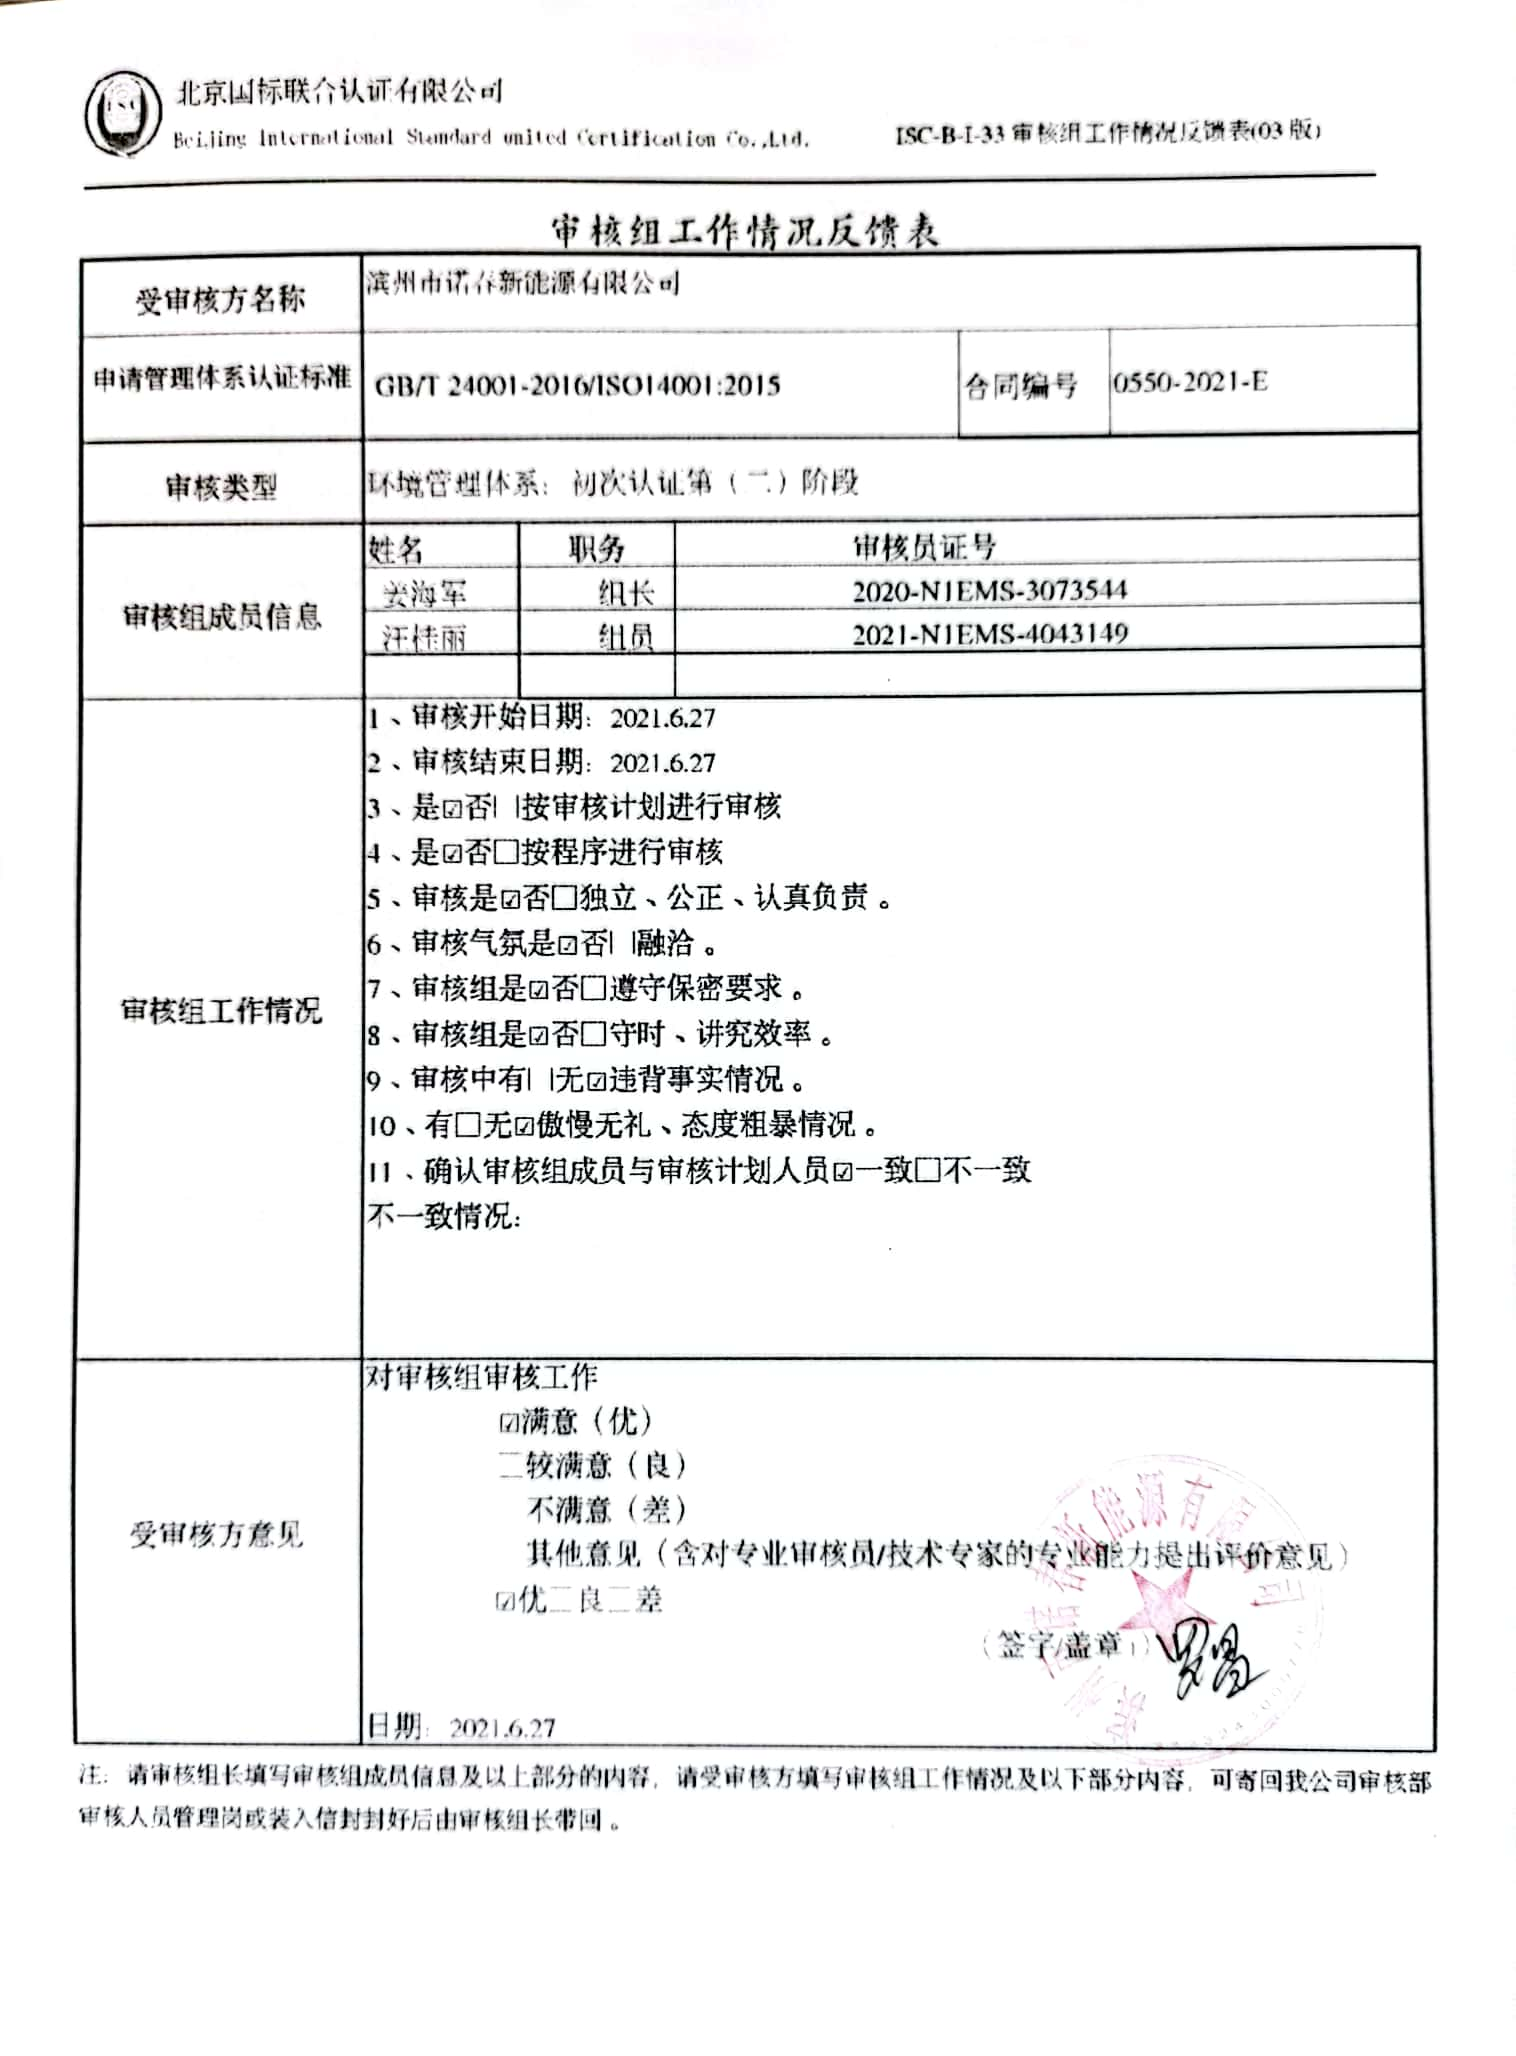 北京国标联合认证有限公司
Beijing International Standard united Certification Co.,Ltd.
ISC-B-I-33 审核组工作情况反馈表(03 版)
审核组工作情况反馈表
受审核方名称 滨州市诺春新能源有限公司
申请管理体系认证标准 GB/T 24001-2016/ISO14001:2015 合同编号 0550-2021-E
审核类型 环境管理体系：初次认证第（二）阶段
审核组成员信息
姓名 职务 审核员证号
姜海军 组长 2020-N1EMS-3073544
汪桂丽 组员 2021-N1EMS-4043149
审核组工作情况
1、审核开始日期：2021.6.27
2、审核结束日期：2021.6.27
3、是☑否□按审核计划进行审核
4、是☑否□按程序进行审核
5、审核是☑否□独立、公正、认真负责。
6、审核气氛是☑否□融洽。
7、审核组是☑否□遵守保密要求。
8、审核组是☑否□守时、讲究效率。
9、审核中有□无☑违背事实情况。
10、有□无☑傲慢无礼、态度粗暴情况。
11、确认审核组成员与审核计划人员☑一致□不一致
不一致情况:
受审核方意见
对审核组审核工作
☑满意（优）
□较满意（良）
不满意（差）
其他意见（含对专业审核员/技术专家的专业能力提出评价意见）
☑优□良□差
（签字/盖章）
日期：2021.6.27
注：请审核组长填写审核组成员信息及以上部分的内容，请受审核方填写审核组工作情况及以下部分内容，可寄回我公司审核部
审核人员管理岗或装入信封封好后由审核组长带回。